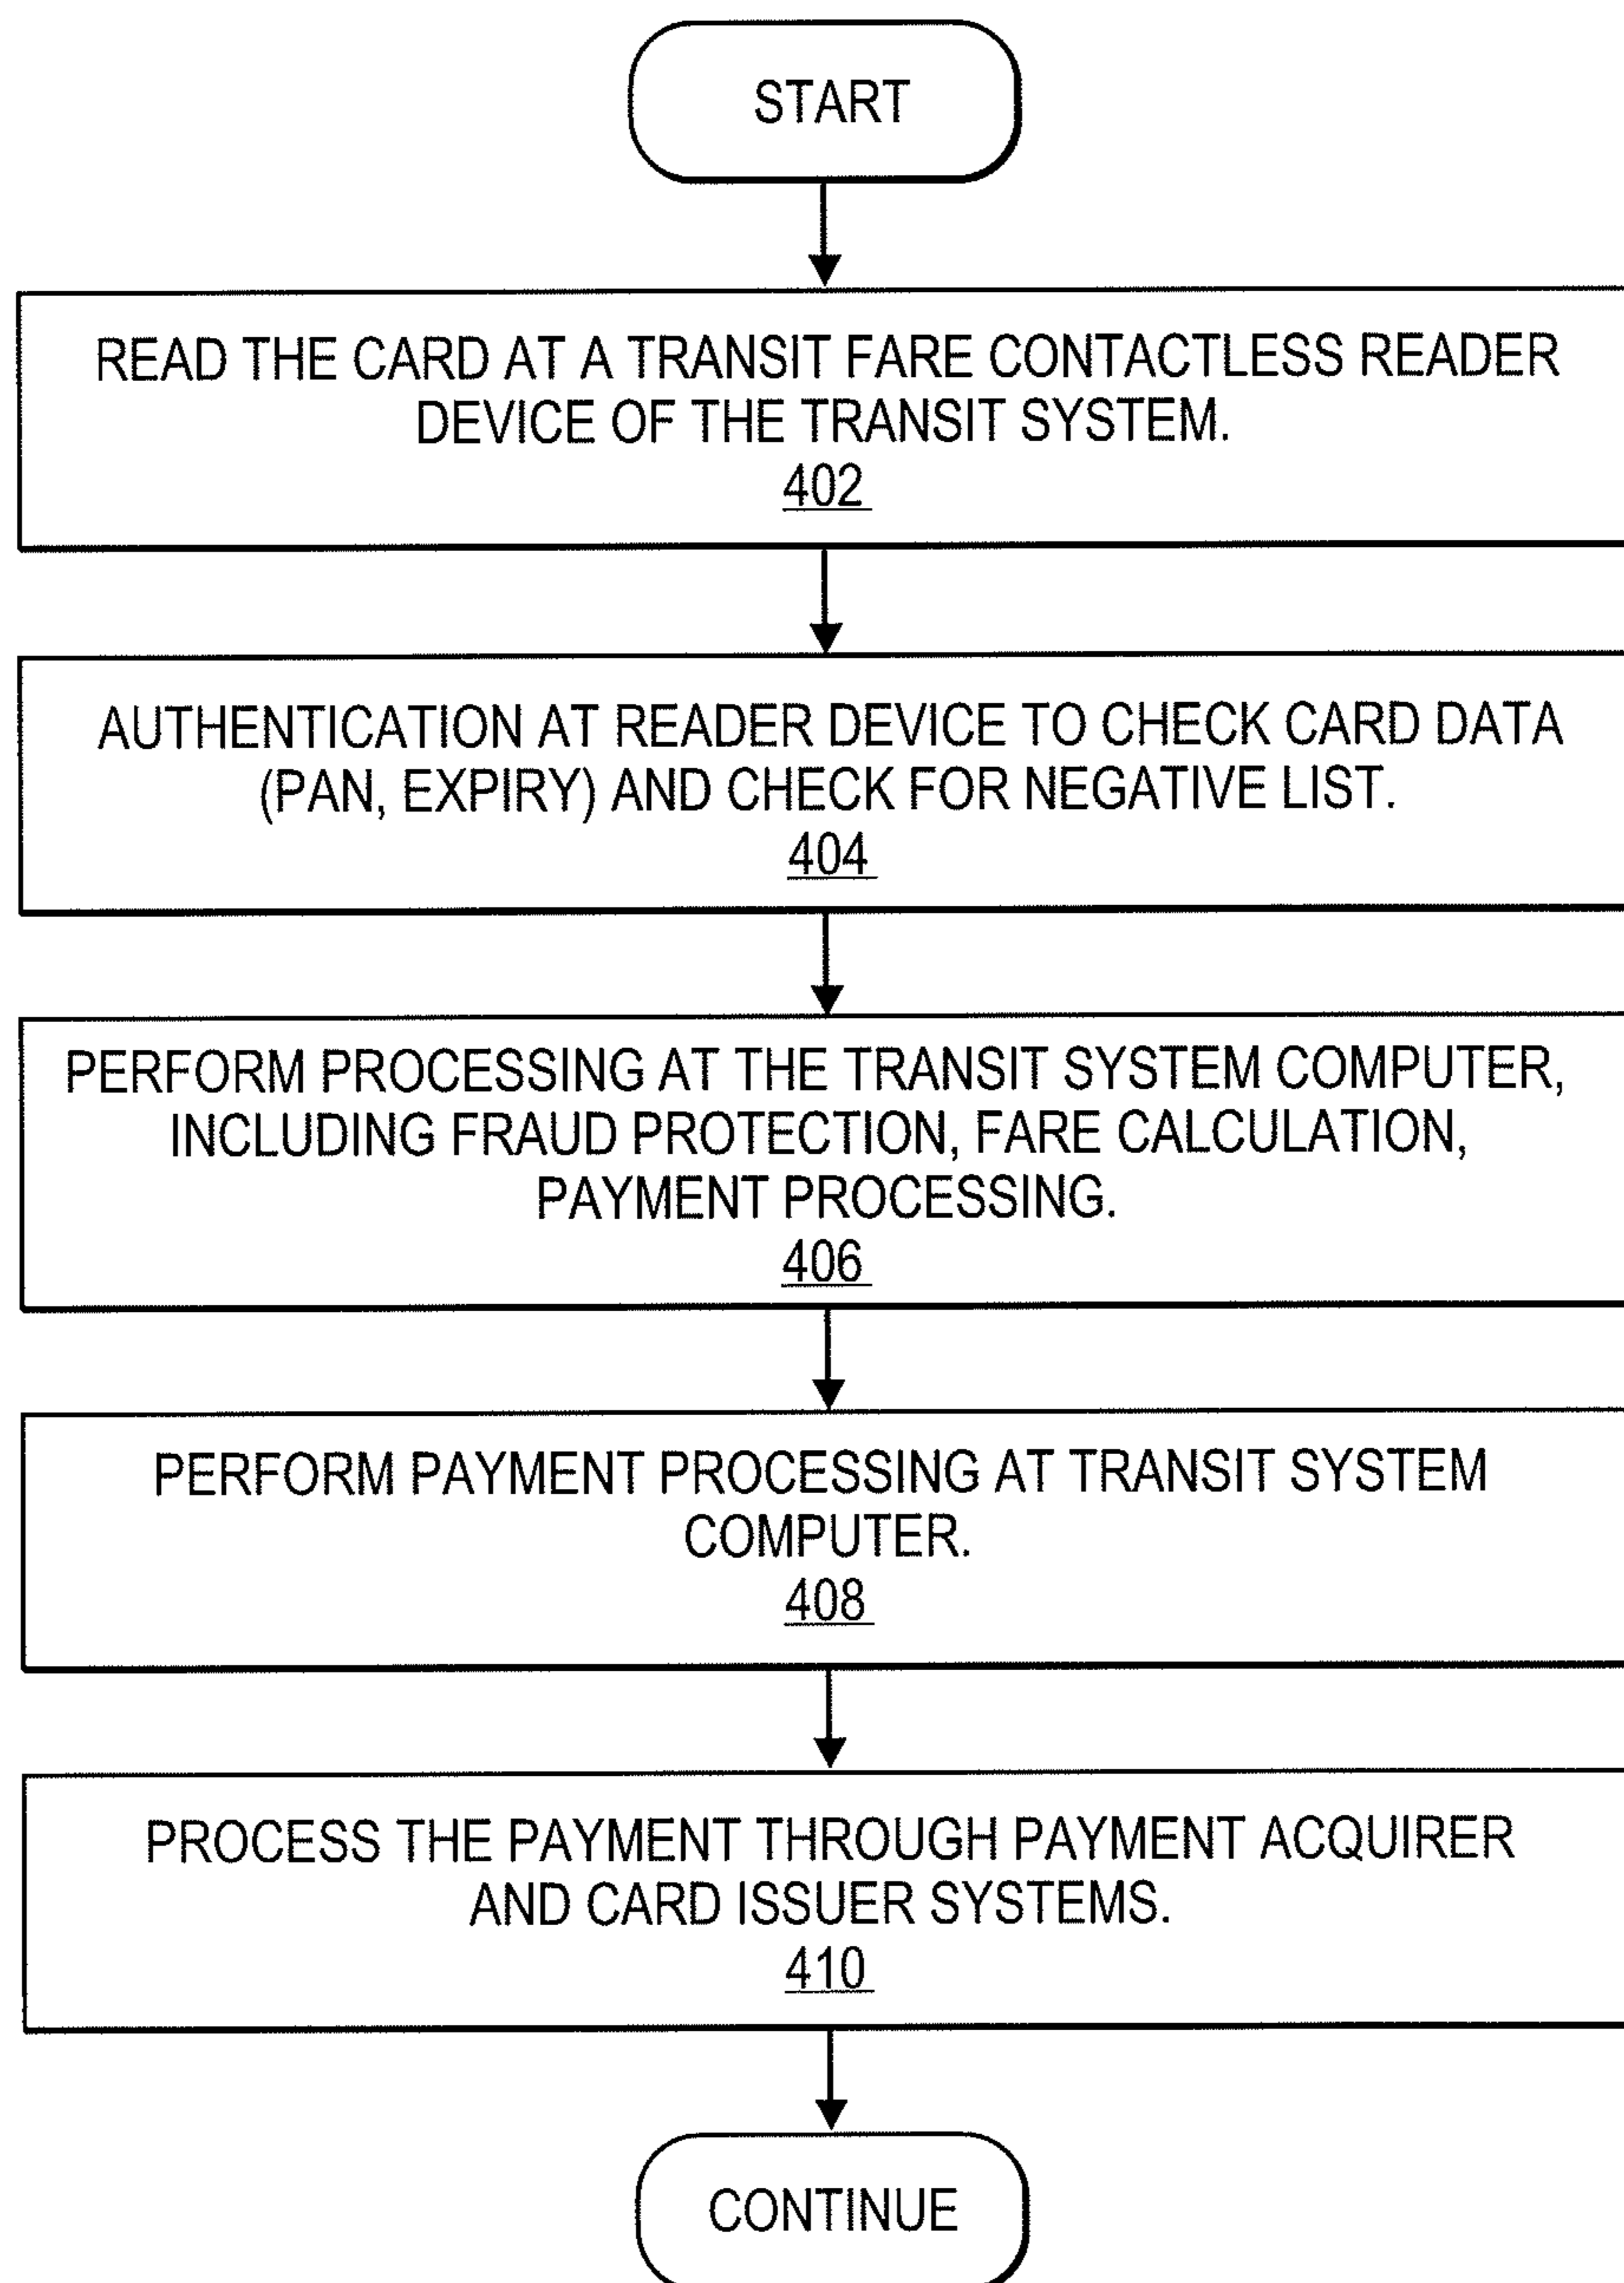 START
READ THE CARD AT A TRANSIT FARE CONTACTLESS READER
DEVICE OF THE TRANSIT SYSTEM.
402
AUTHENTICATION AT READER DEVICE TO CHECK CARD DATA
(PAN, EXPIRY) AND CHECK FOR NEGATIVE LIST.
404
PERFORM PROCESSING AT THE TRANSIT SYSTEM COMPUTER,
INCLUDING FRAUD PROTECTION, FARE CALCULATION,
PAYMENT PROCESSING.
406
PERFORM PAYMENT PROCESSING AT TRANSIT SYSTEM
COMPUTER.
408
PROCESS THE PAYMENT THROUGH PAYMENT ACQUIRER
AND CARD ISSUER SYSTEMS.
410
CONTINUE